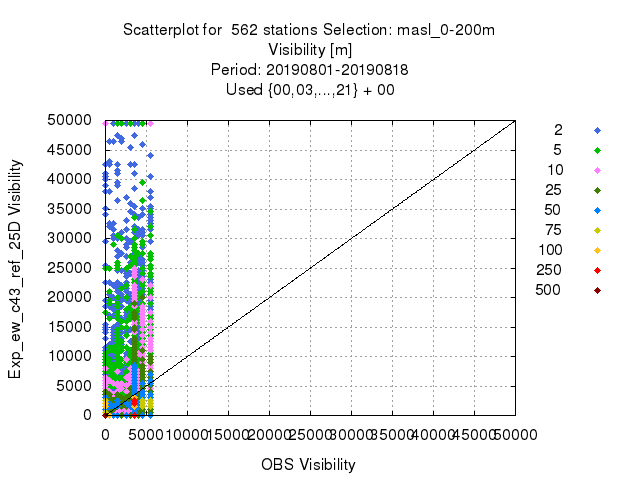 Scatterplot for 562 stations Selection: masl_0-200m
Visibility [m]
Period: 20190801-20190818
Used {00,03,...,21} + 00
50000
45000
40000
35000
30000
25000
20000
15000
10000
5000
0
Exp_ew_c43_ref_25D Visibility
0 5000 10000 15000 20000 25000 30000 35000 40000 45000 50000
OBS Visibility
2
5
10
25
50
75
100
250
500